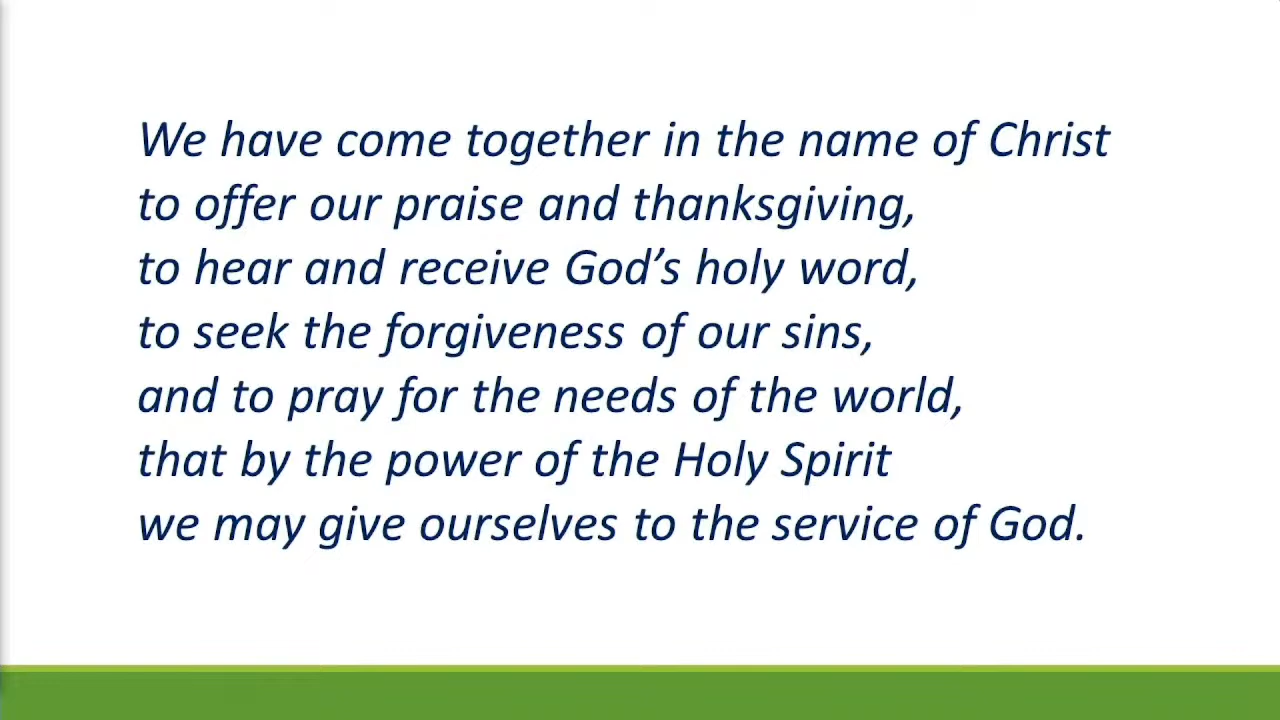 We have come together in the name of Christ
to offer our praise and thanksgiving,
to hear and receive God’s holy word,
to seek the forgiveness of our sins,
and to pray for the needs of the world,
that by the power of the Holy Spirit
we may give ourselves to the service of God.